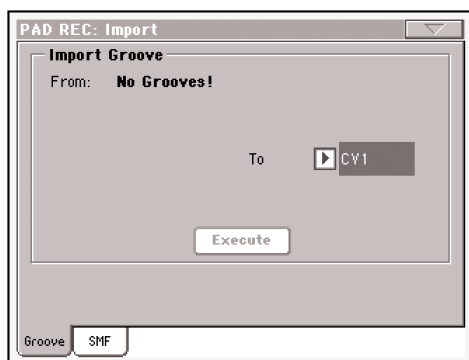 PAD REC: Import
Import Groove
From: No Grooves!
To CV1
Execute
Groove SMF